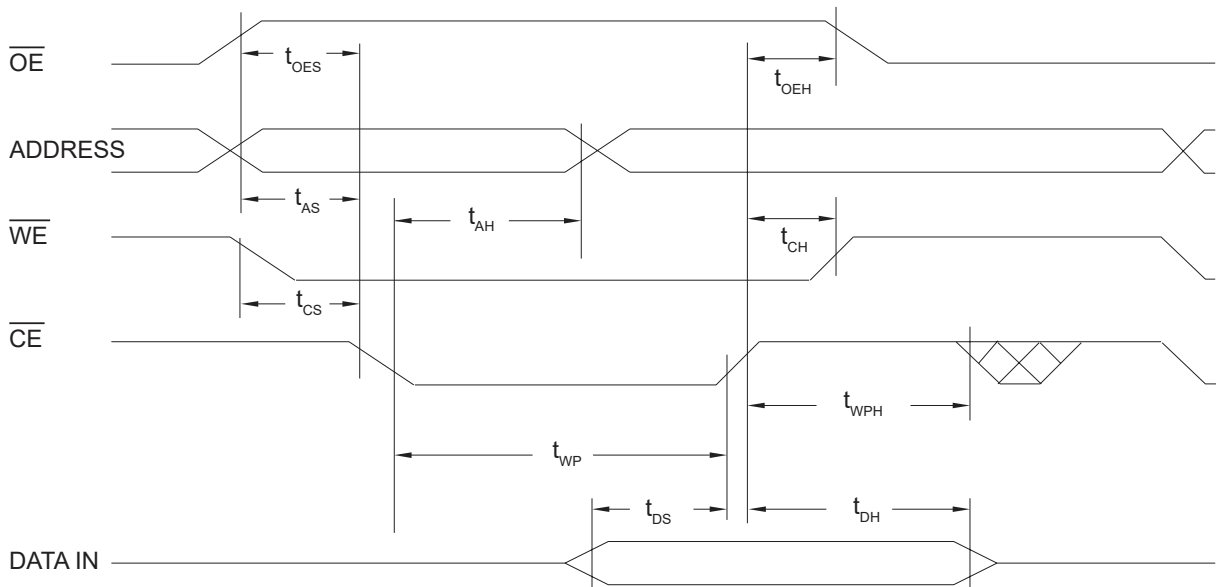 OE
tOES
tOEH
ADDRESS
tAS
tAH
tCH
WE
tCS
CE
tWPH
tWP
tDS
tDH
DATA IN